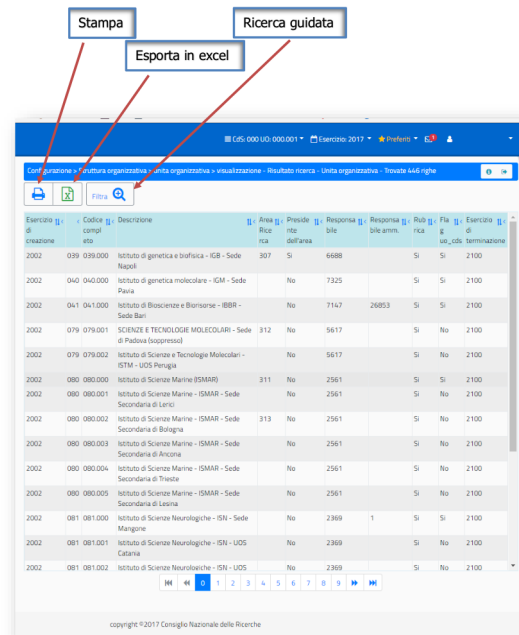 Stampa
Ricerca guidata
Esporta in excel
CdS: 000 UO: 000.001 Esercizio: 2017 Preferiti
Configurazione > Struttura organizzativa > unita organizzativa > visualizzazione - Risultato ricerca - Unita organizzativa - Trovate 446 righe
Filtra
Esercizio di creazione Codice completo Descrizione Area Ricerca Presidente dell'area Responsabile Responsabile amm. Rubrica Flag uo_cds Esercizio di terminazione
2002 039 039.000 Istituto di genetica e biofisica - IGB - Sede 307 Si 6688 Si Si 2100
Napoli
2002 040 040.000 Istituto di genetica molecolare - IGM - Sede No 7325 Si Si 2100
Pavia
2002 041 041.000 Istituto di Bioscienze e Biorisorse - IBBR - No 7147 26853 Si Si 2100
Sede Bari
2002 079 079.001 SCIENZE E TECNOLOGIE MOLECOLARI - Sede 312 No 5617 Si No 2100
di Padova (soppresso)
2002 079 079.002 Istituto di Scienze e Tecnologie Molecolari - No 5617 Si No 2100
ISTM - UOS Perugia
2002 080 080.000 Istituto di Scienze Marine (ISMAR) 311 No 2561 Si Si 2100
2002 080 080.001 Istituto di Scienze Marine - ISMAR - Sede No 2561 Si No 2100
Secondaria di Lerici
2002 080 080.002 Istituto di Scienze Marine - ISMAR - Sede 313 No 2561 Si No 2100
Secondaria di Bologna
2002 080 080.003 Istituto di Scienze Marine - ISMAR - Sede No 2561 Si No 2100
Secondaria di Ancona
2002 080 080.004 Istituto di Scienze Marine - ISMAR - Sede No 2561 Si No 2100
Secondaria di Trieste
2002 080 080.005 Istituto di Scienze Marine - ISMAR - Sede No 2561 Si No 2100
Secondaria di Lesina
2002 081 081.000 Istituto di Scienze Neurologiche - ISN - Sede No 2369 1 Si Si 2100
Mangone
2002 081 081.001 Istituto di Scienze Neurologiche - ISN - UOS No 2369 Si No 2100
Catania
2002 081 081.002 Istituto di Scienze Neurologiche - ISN - UOS No 2369 Si No 2100
0 1 2 3 4 5 6 7 8 9
copyright ©2017 Consiglio Nazionale delle Ricerche